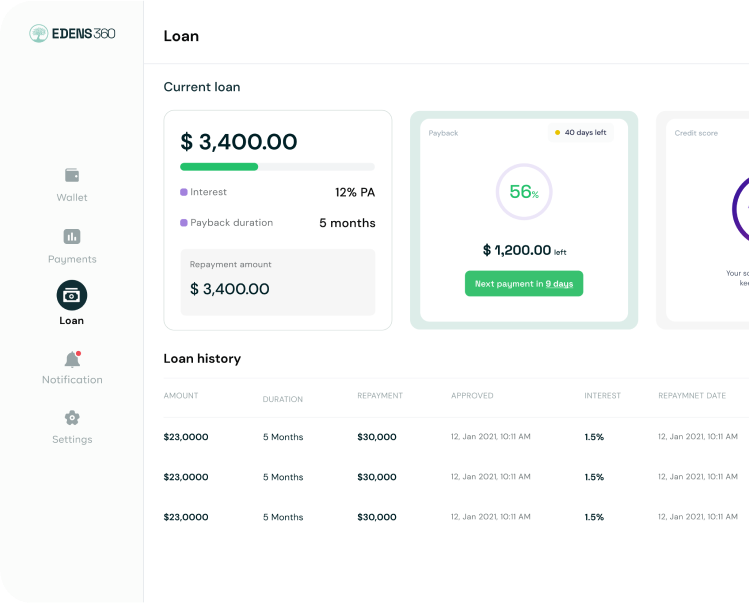 EDENS360
Wallet
Payments
Loan
Notification
Settings
Loan
Current loan
$ 3,400.00
Interest 12% PA
Payback duration 5 months
Repayment amount
$ 3,400.00
Payback 40 days left
56%
$ 1,200.00 left
Next payment in 9 days
Credit score
Your
Loan history
AMOUNT DURATION REPAYMENT APPROVED INTEREST REPAYMNET DATE
$23,0000 5 Months $30,000 12, Jan 2021, 10:11 AM 1.5% 12, Jan 2021, 10:11 AM
$23,0000 5 Months $30,000 12, Jan 2021, 10:11 AM 1.5% 12, Jan 2021, 10:11 AM
$23,0000 5 Months $30,000 12, Jan 2021, 10:11 AM 1.5% 12, Jan 2021, 10:11 AM